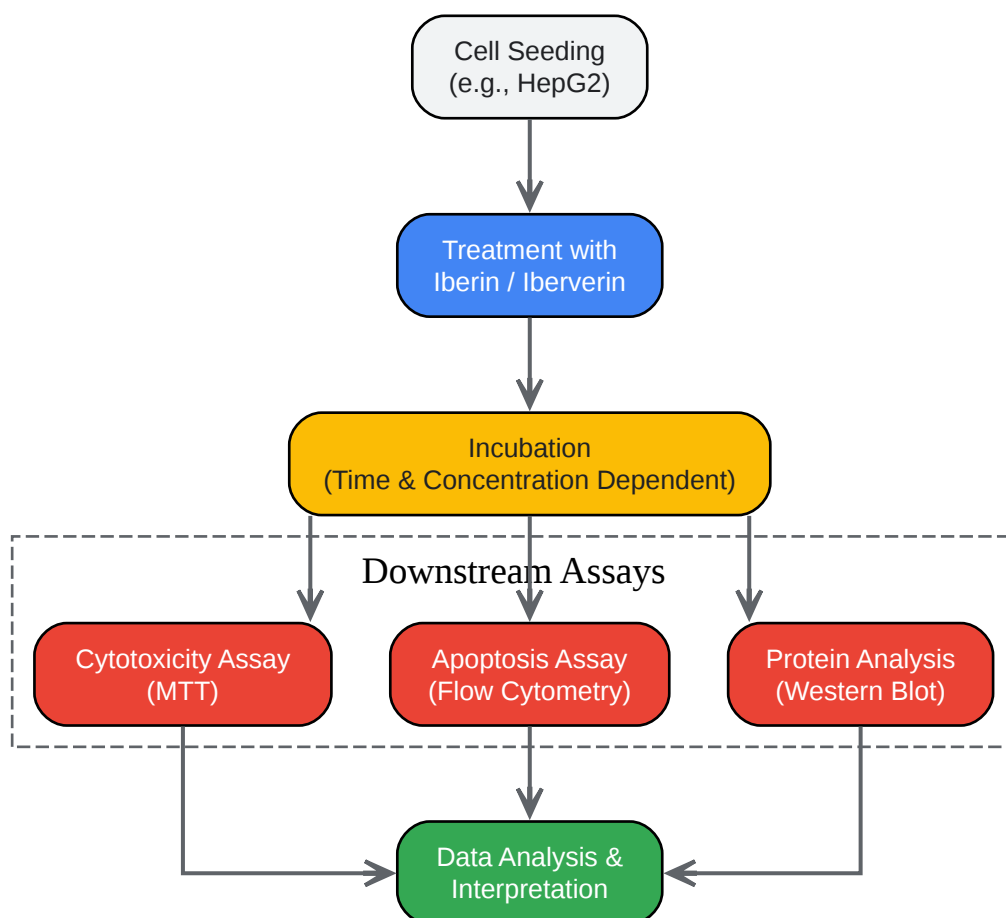 Cell Seeding
(e.g., HepG2)
Treatment with
Iberin / Iberverin
Incubation
(Time & Concentration Dependent)
Downstream Assays
Cytotoxicity Assay
(MTT)
Apoptosis Assay
(Flow Cytometry)
Protein Analysis
(Western Blot)
Data Analysis &
Interpretation